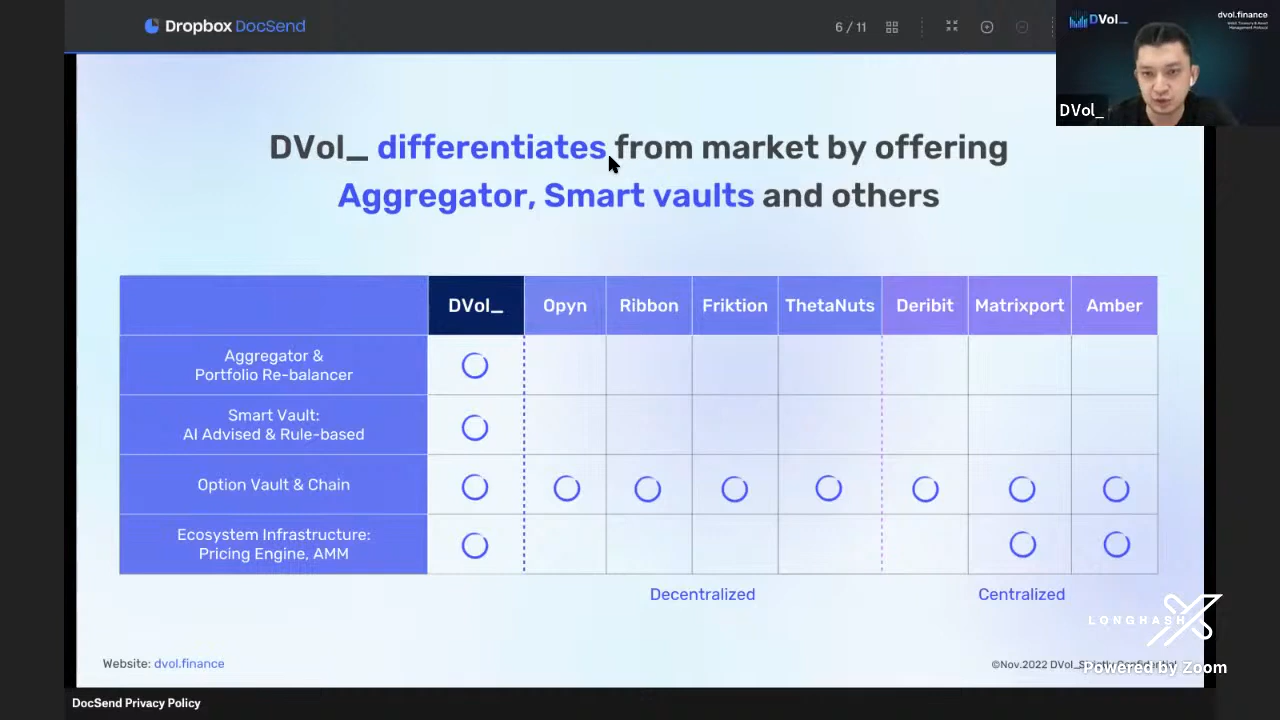 Dropbox DocSend
6 / 11
DVol_
dvol.finance
DVol_
DVol_ differentiates from market by offering
Aggregator, Smart vaults and others
DVol_ Opyn Ribbon Friktion ThetaNuts Deribit Matrixport Amber
Aggregator &
Portfolio Re-balancer
Smart Vault:
AI Advised & Rule-based
Option Vault & Chain
Ecosystem Infrastructure:
Pricing Engine, AMM
Decentralized Centralized
LONGHASH
Website: dvol.finance
©Nov.2022 DVol_
Powered by Zoom
DocSend Privacy Policy